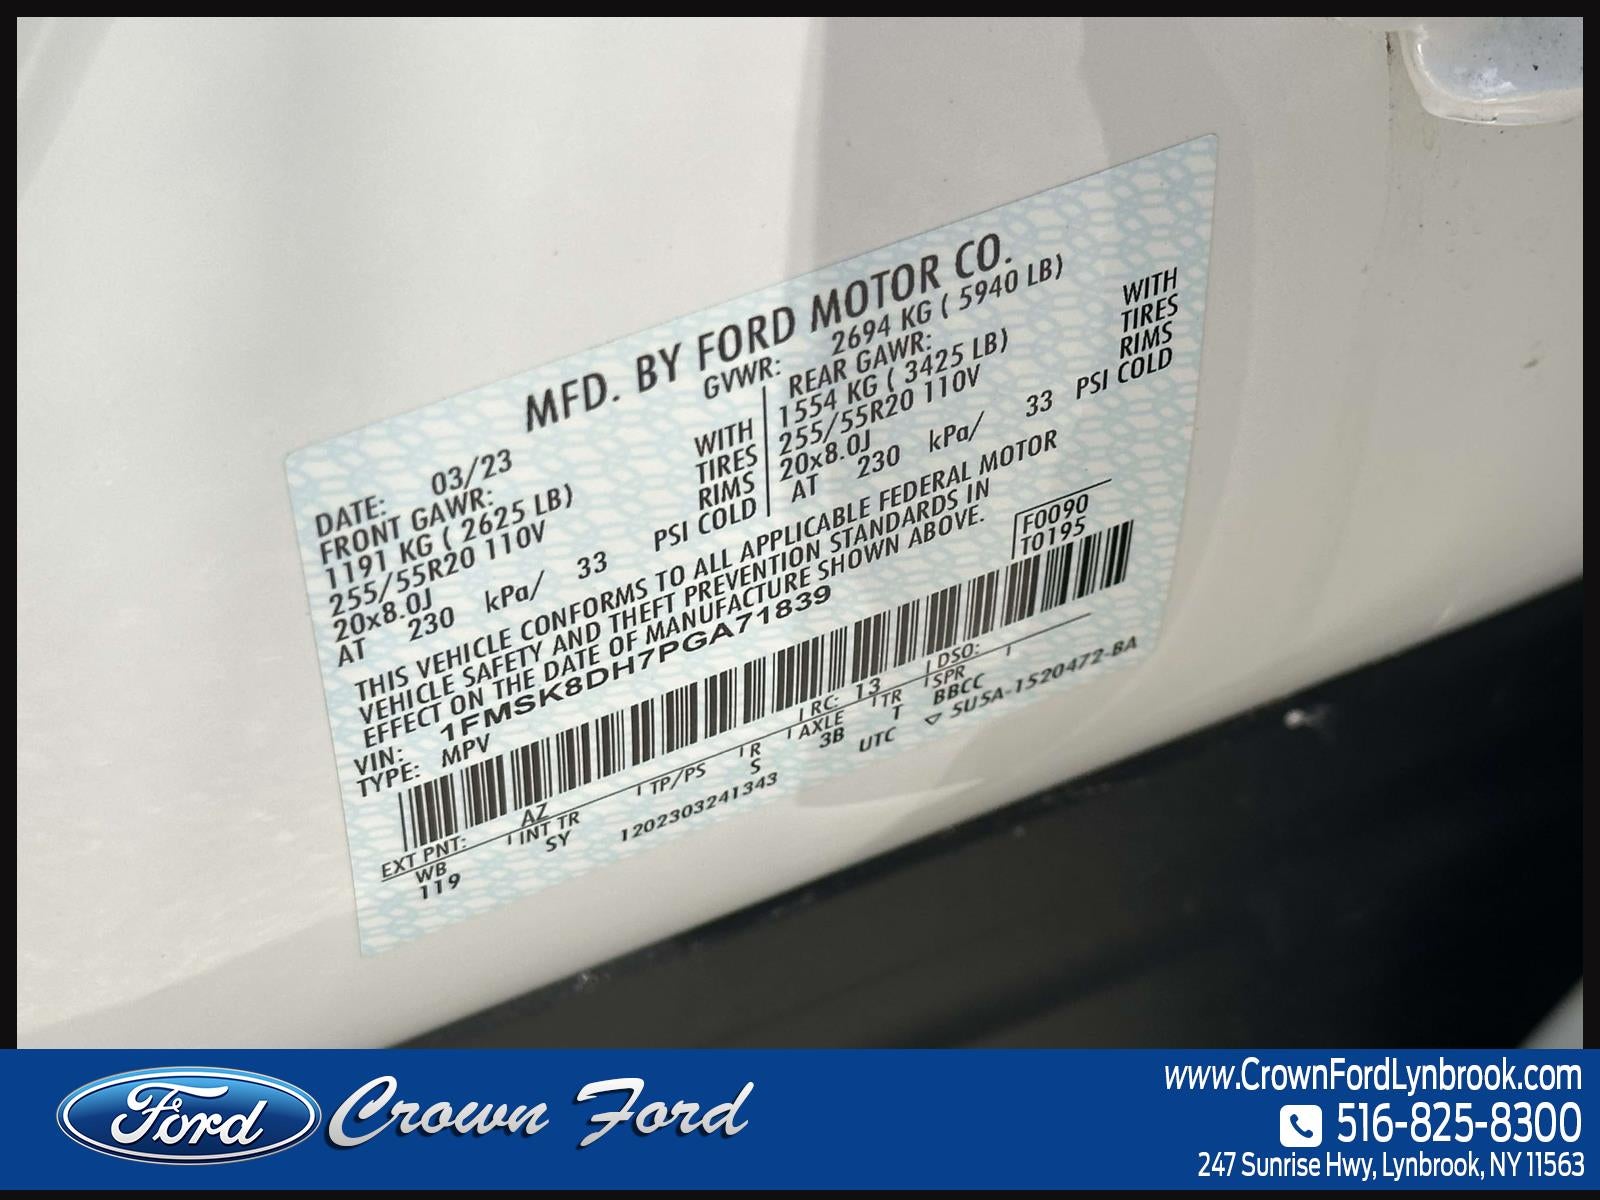 MFD. BY FORD MOTOR CO.
DATE: 03/23 GVWR: 2694 KG ( 5940 LB)
FRONT GAWR: REAR GAWR:
1191 KG ( 2625 LB) WITH 1554 KG ( 3425 LB) WITH
255/55R20 110V TIRES 255/55R20 110V TIRES
20x8.0J RIMS 20x8.0J RIMS
AT 230 kPa/ 33 PSI COLD AT 230 kPa/ 33 PSI COLD
THIS VEHICLE CONFORMS TO ALL APPLICABLE FEDERAL MOTOR
VEHICLE SAFETY AND THEFT PREVENTION STANDARDS IN
EFFECT ON THE DATE OF MANUFACTURE SHOWN ABOVE.
F0090
T0195
VIN: 1FMSK8DH7PGA71839
TYPE: MPV
EXT PNT: AZ RC: 13 DSO:
WB INT TR TP/PS R AXLE TR SPR
119 SY S 3B T BBCC
1202303241343 UTC ▽ 5U5A-1520472-BA
Ford
Crown Ford
www.CrownFordLynbrook.com
516-825-8300
247 Sunrise Hwy, Lynbrook, NY 11563